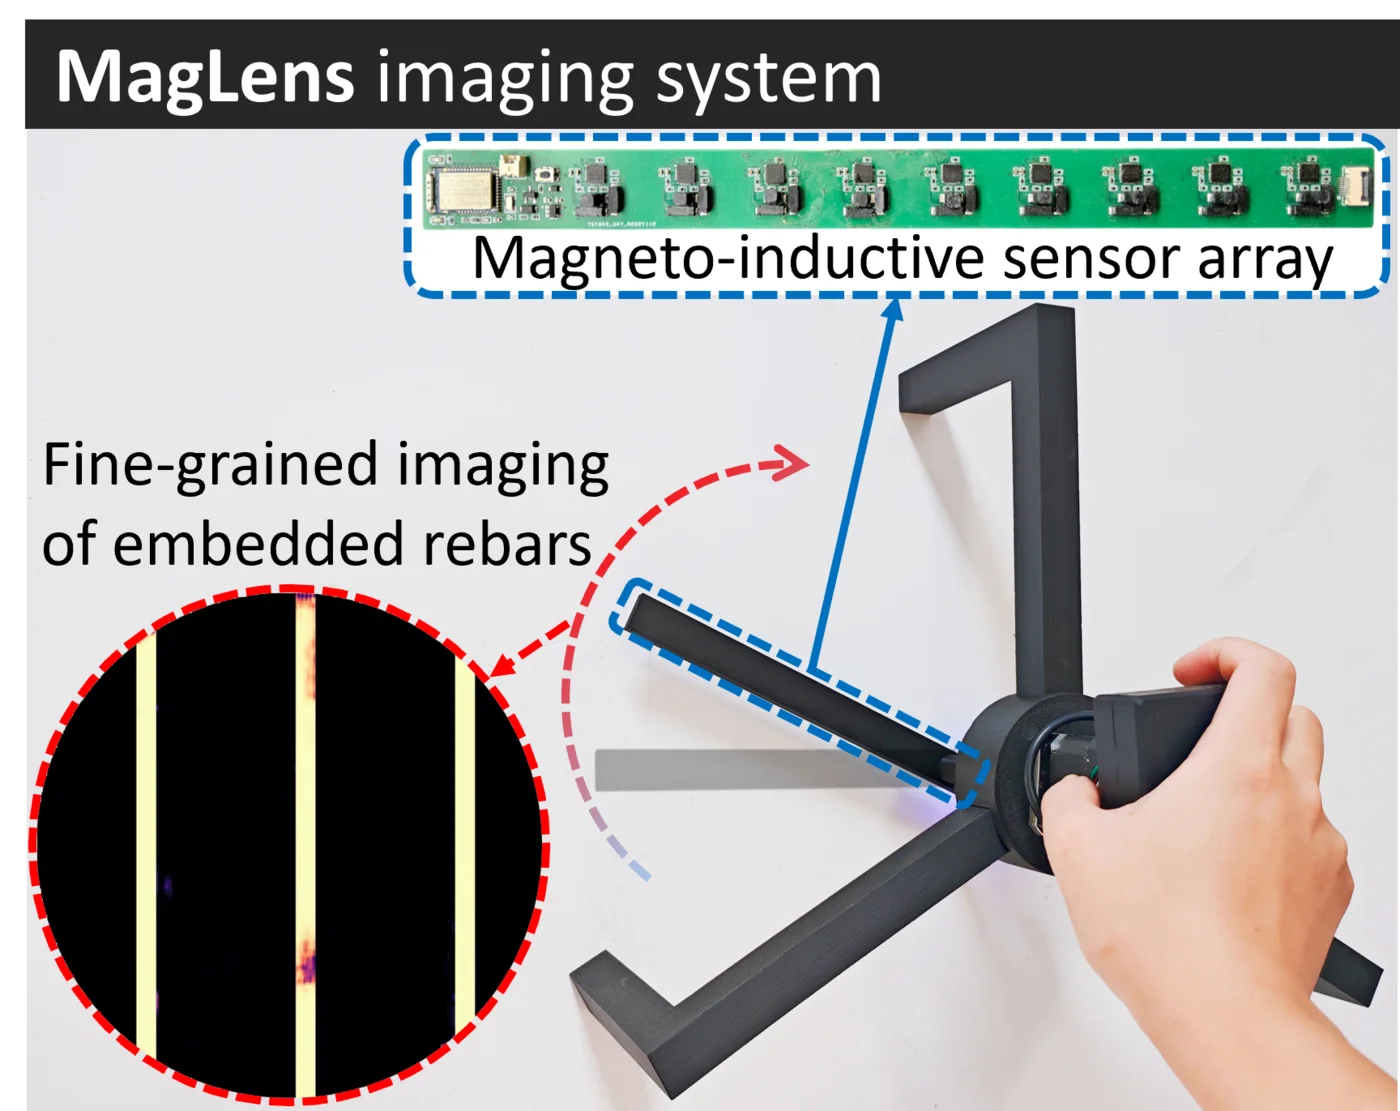 MagLens imaging system
Magneto-inductive sensor array
Fine-grained imaging
of embedded rebars